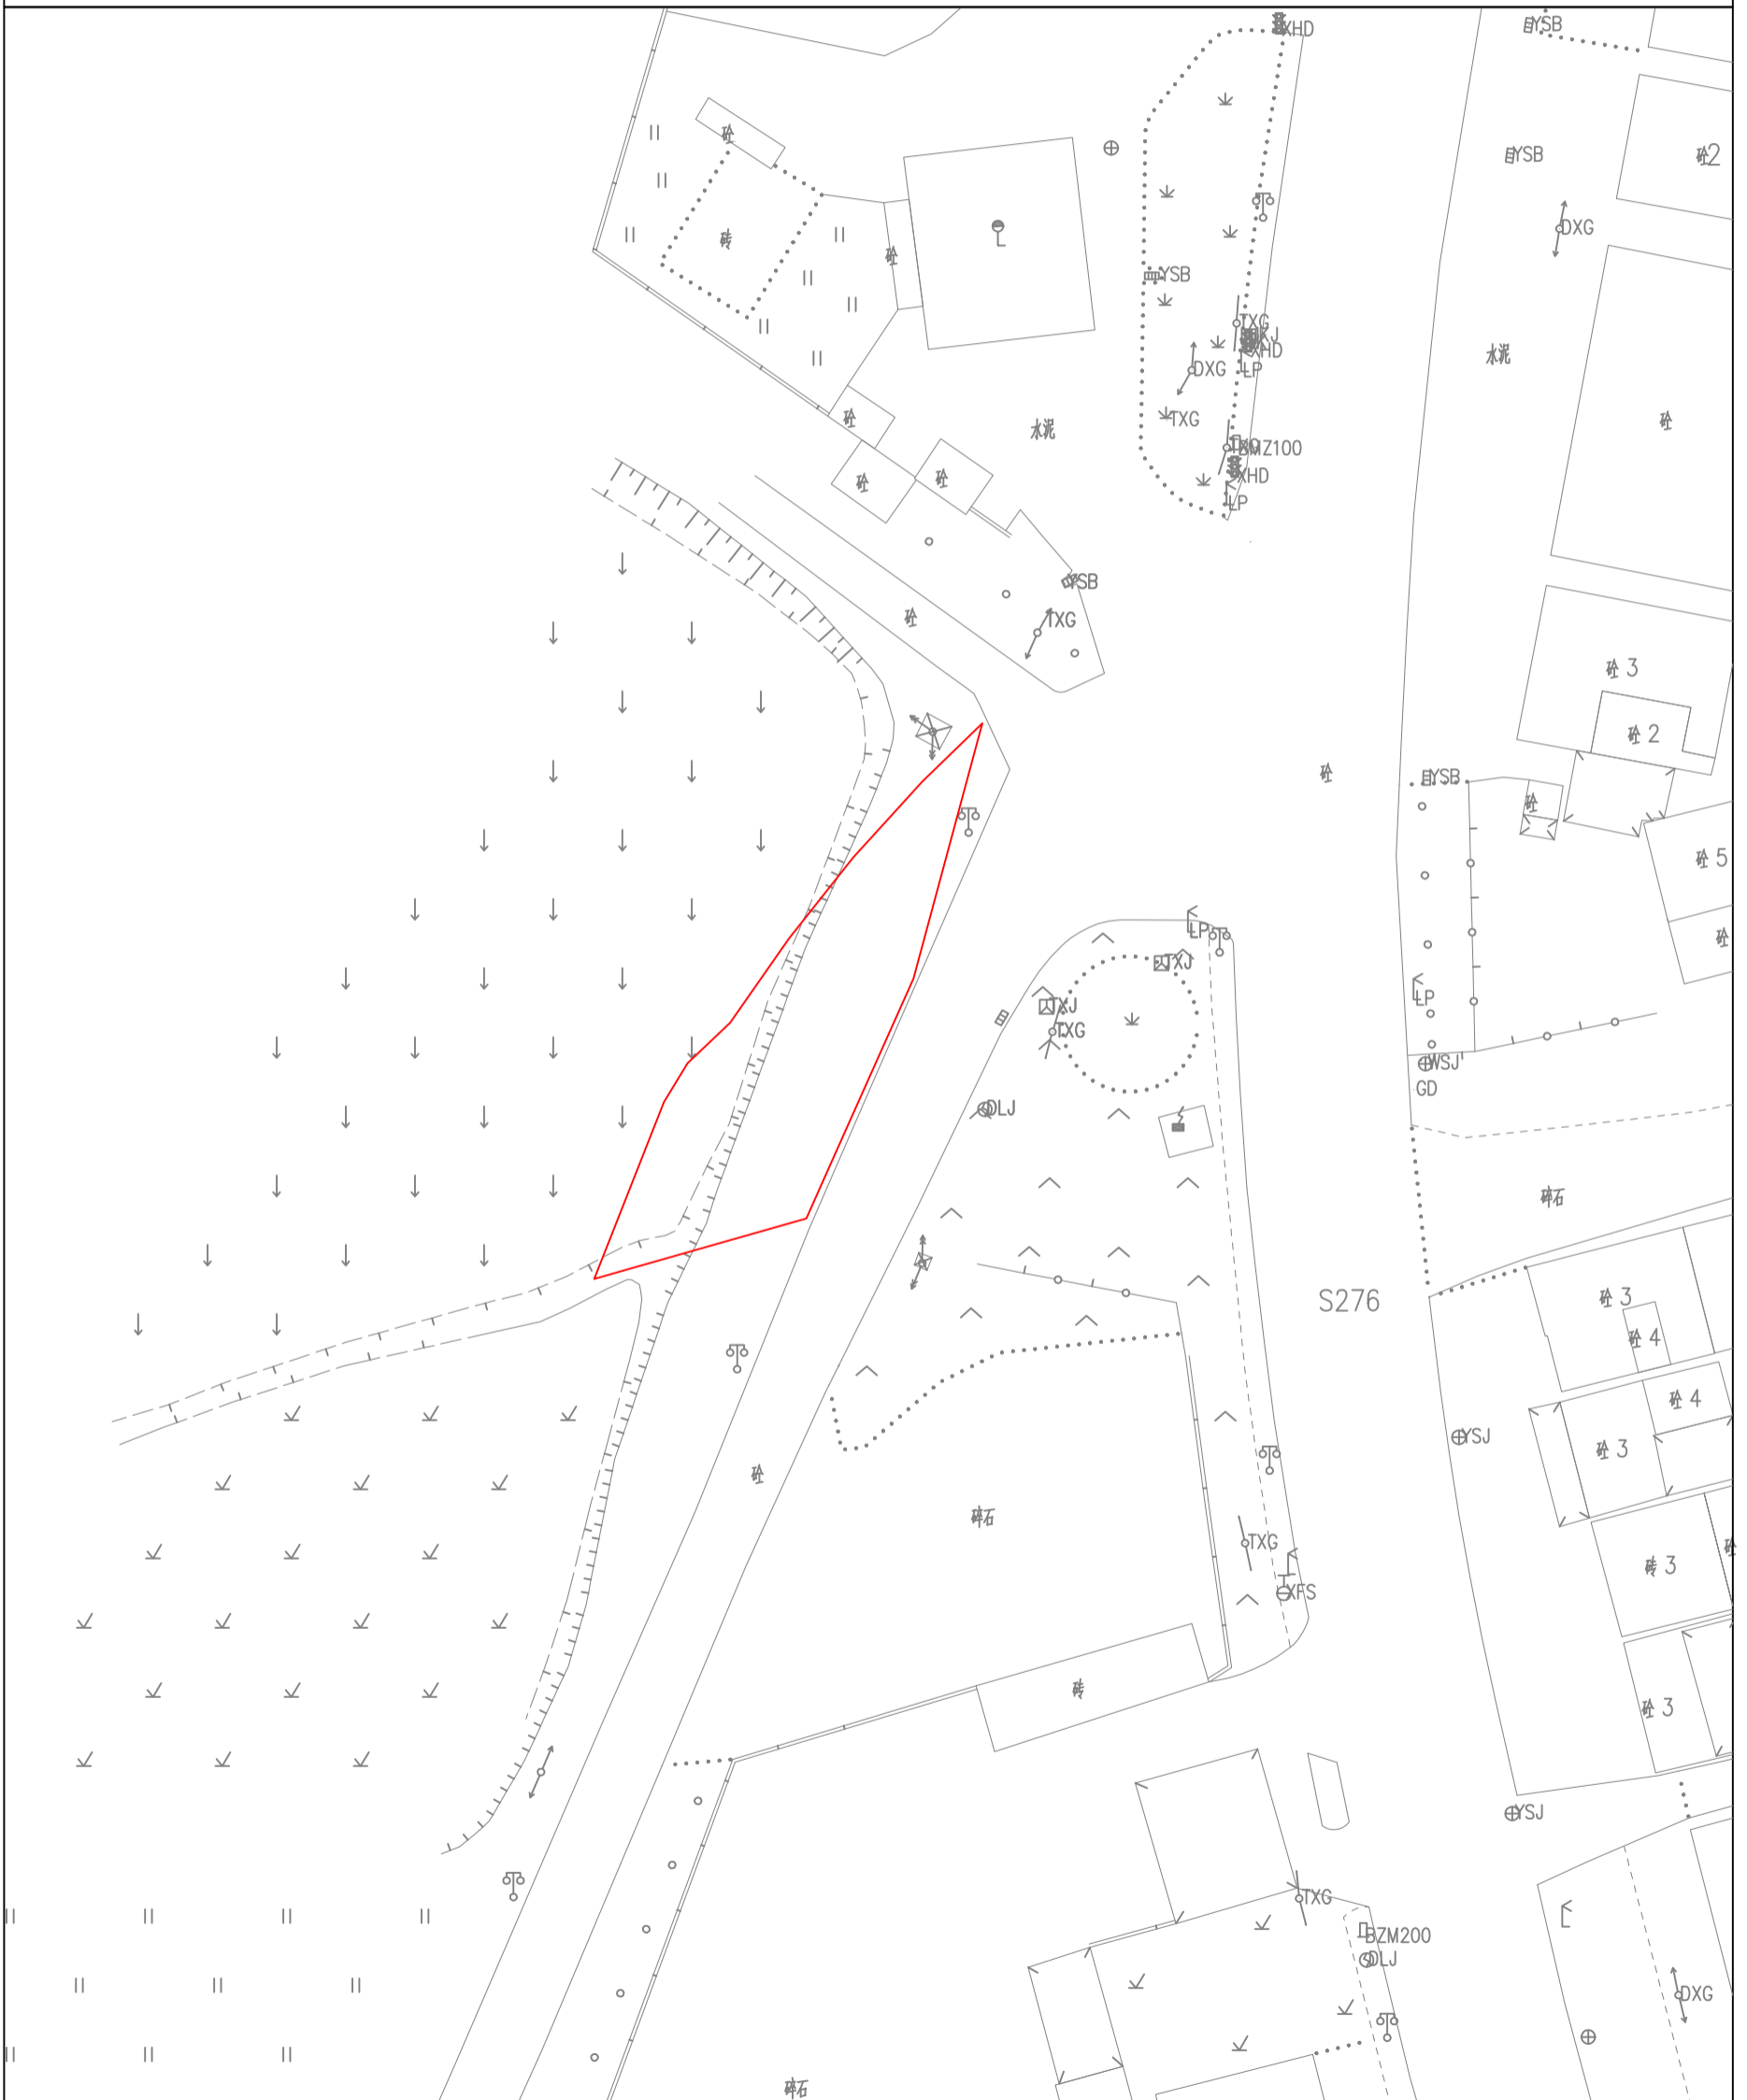 XHD
YSB
砼
YSB
砼2
砖
DXG
砼
YSB
TXG
XHD
水泥
DXG
LP
砼
TXG
砼
水泥
BMZ100
砼
砼
XHD
LP
YSB
砼
TXG
砼 3
砼 2
砼
YSB
砼
砼 5
LP
砼
TXJ
LP
TXJ
TXG
WSJ
GD
DLJ
碎石
S276
砼 3
砼 4
砼 4
YSJ
砼 3
砼
碎石
TXG
砼
砖 3
XFS
砖
砼 3
YSJ
TXG
BZM200
DLJ
DXG
碎石